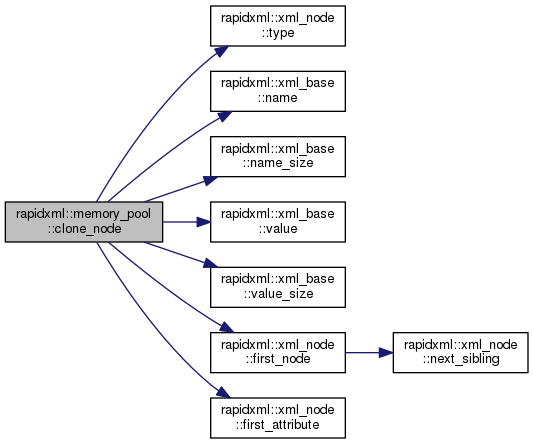 rapidxml::xml_node
::type
rapidxml::xml_base
::name
rapidxml::xml_base
::name_size
rapidxml::memory_pool
::clone_node
rapidxml::xml_base
::value
rapidxml::xml_base
::value_size
rapidxml::xml_node
::first_node
rapidxml::xml_node
::next_sibling
rapidxml::xml_node
::first_attribute